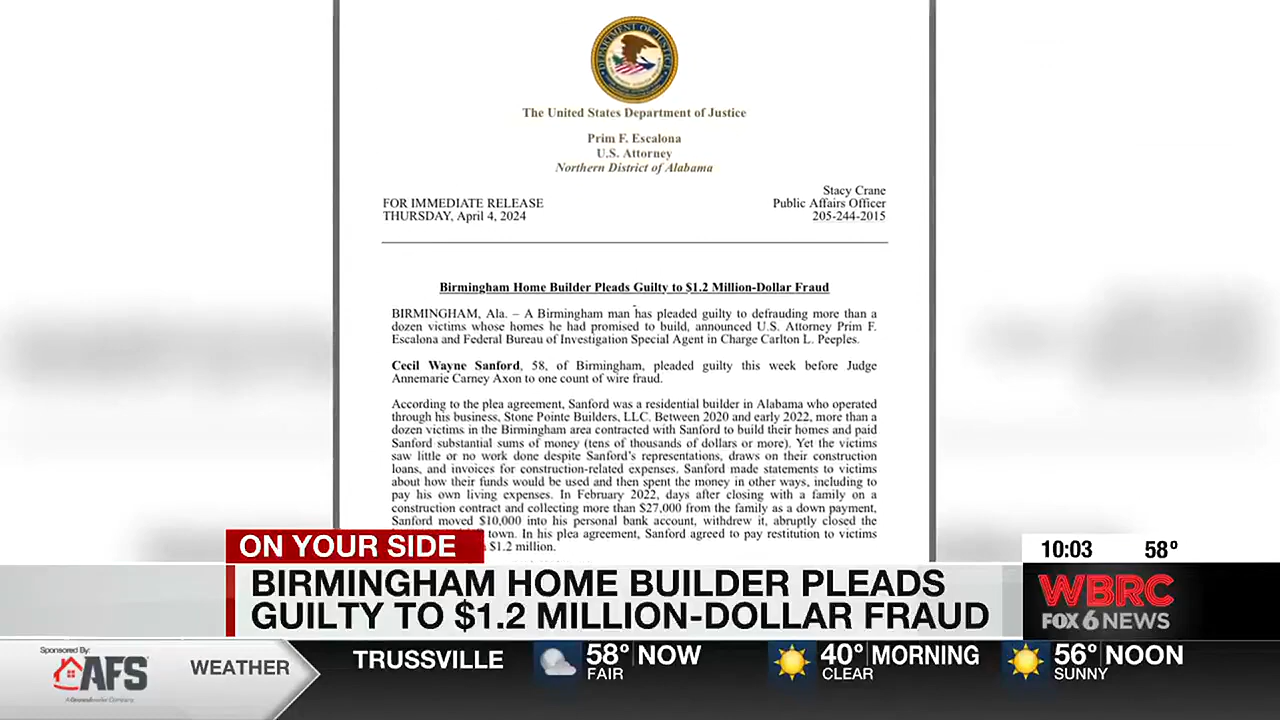 DEPARTMENT OF JUSTICE
The United States Department of Justice
Prim F. Escalona
U.S. Attorney
Northern District of Alabama
Stacy Crane
FOR IMMEDIATE RELEASE Public Affairs Officer
THURSDAY, April 4, 2024 205-244-2015
Birmingham Home Builder Pleads Guilty to $1.2 Million-Dollar Fraud
BIRMINGHAM, Ala. – A Birmingham man has pleaded guilty to defrauding more than a
dozen victims whose homes he had promised to build, announced U.S. Attorney Prim F.
Escalona and Federal Bureau of Investigation Special Agent in Charge Carlton L. Peeples.
Cecil Wayne Sanford, 58, of Birmingham, pleaded guilty this week before Judge
Annemarie Carney Axon to one count of wire fraud.
According to the plea agreement, Sanford was a residential builder in Alabama who operated
through his business, Stone Pointe Builders, LLC. Between 2020 and early 2022, more than a
dozen victims in the Birmingham area contracted with Sanford to build their homes and paid
Sanford substantial sums of money (tens of thousands of dollars or more). Yet the victims
saw little or no work done despite Sanford's representations, draws on their construction
loans, and invoices for construction-related expenses. Sanford made statements to victims
about how their funds would be used and then spent the money in other ways, including to
pay his own living expenses. In February 2022, days after closing with a family on a
construction contract and collecting more than $27,000 from the family as a down payment,
Sanford moved $10,000 into his personal bank account, withdrew it, abruptly closed the
town. In his plea agreement, Sanford agreed to pay restitution to victims
$1.2 million.
ON YOUR SIDE
BIRMINGHAM HOME BUILDER PLEADS
GUILTY TO $1.2 MILLION-DOLLAR FRAUD
10:03 58°
WBRC
FOX 6 NEWS
Sponsored By:
AFS
A Groundworks Company
WEATHER
TRUSSVILLE
58° NOW
FAIR
40° MORNING
CLEAR
56° NOON
SUNNY